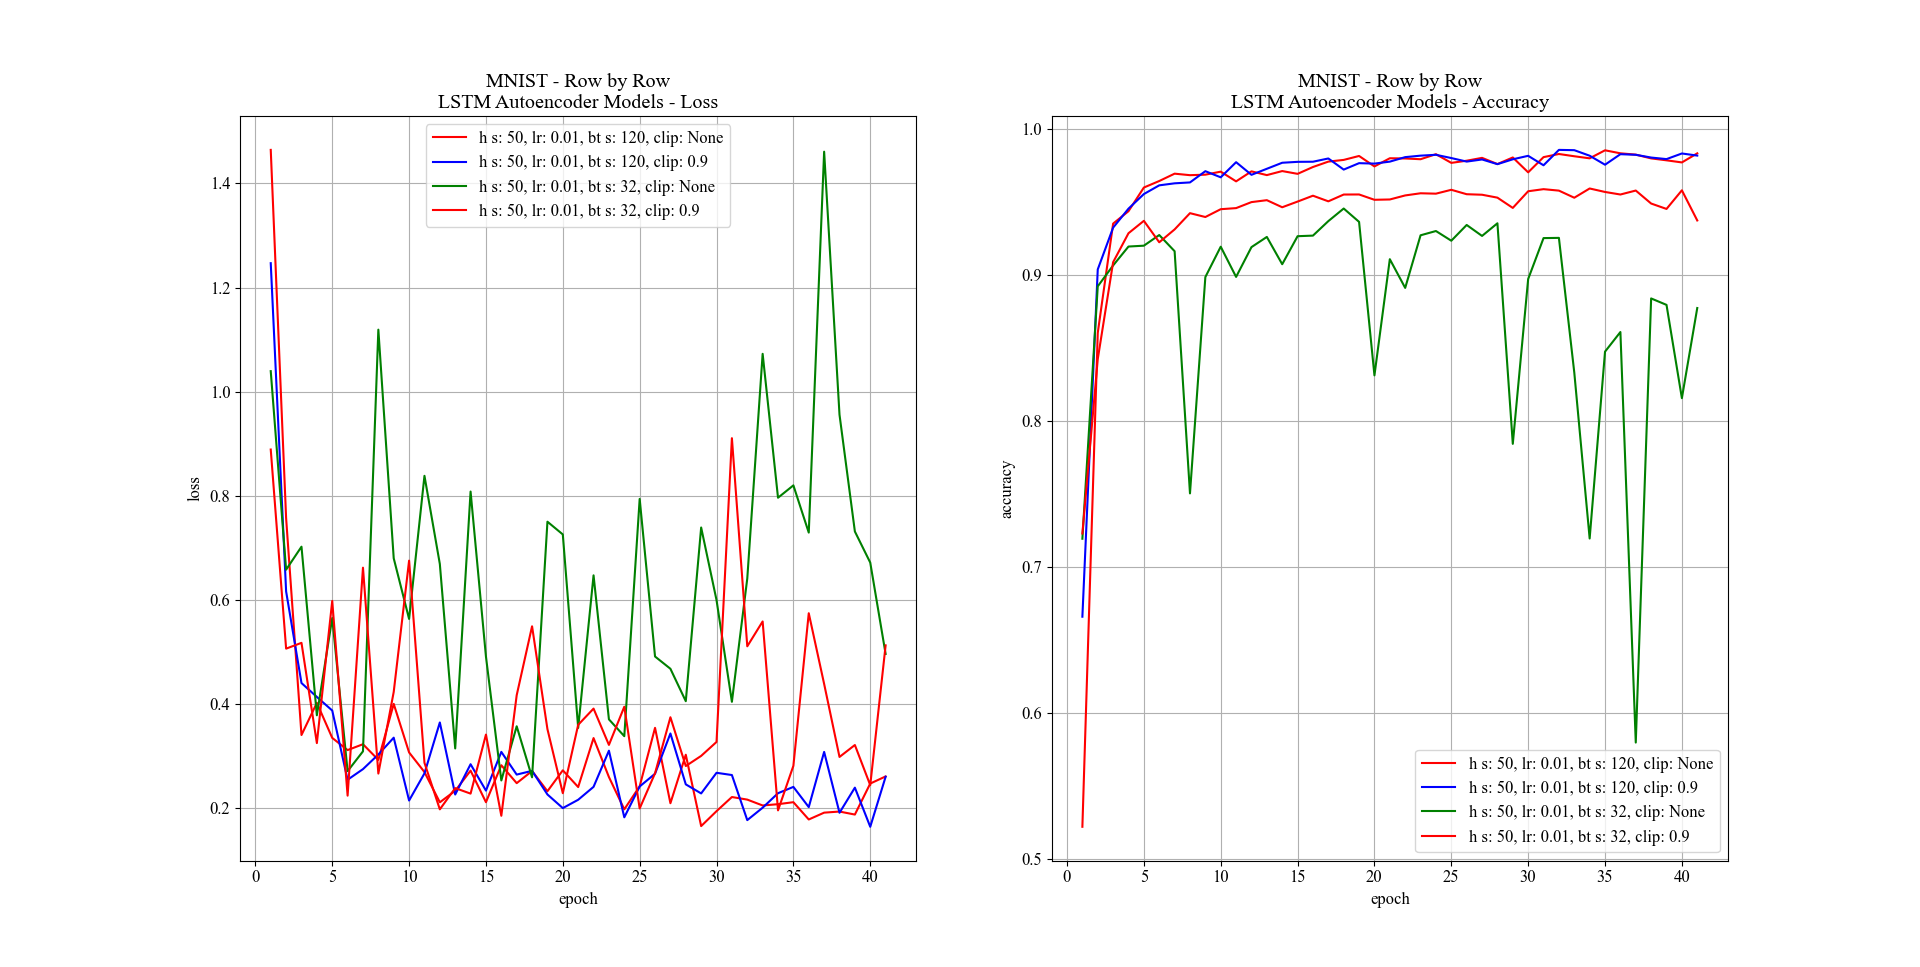 MNIST - Row by Row
LSTM Autoencoder Models - Loss
h s: 50, lr: 0.01, bt s: 120, clip: None
h s: 50, lr: 0.01, bt s: 120, clip: 0.9
h s: 50, lr: 0.01, bt s: 32, clip: None
h s: 50, lr: 0.01, bt s: 32, clip: 0.9
1.4
1.2
1.0
0.8
0.6
0.4
0.2
loss
0 5 10 15 20 25 30 35 40
epoch
MNIST - Row by Row
LSTM Autoencoder Models - Accuracy
1.0
0.9
0.8
0.7
0.6
0.5
accuracy
h s: 50, lr: 0.01, bt s: 120, clip: None
h s: 50, lr: 0.01, bt s: 120, clip: 0.9
h s: 50, lr: 0.01, bt s: 32, clip: None
h s: 50, lr: 0.01, bt s: 32, clip: 0.9
0 5 10 15 20 25 30 35 40
epoch